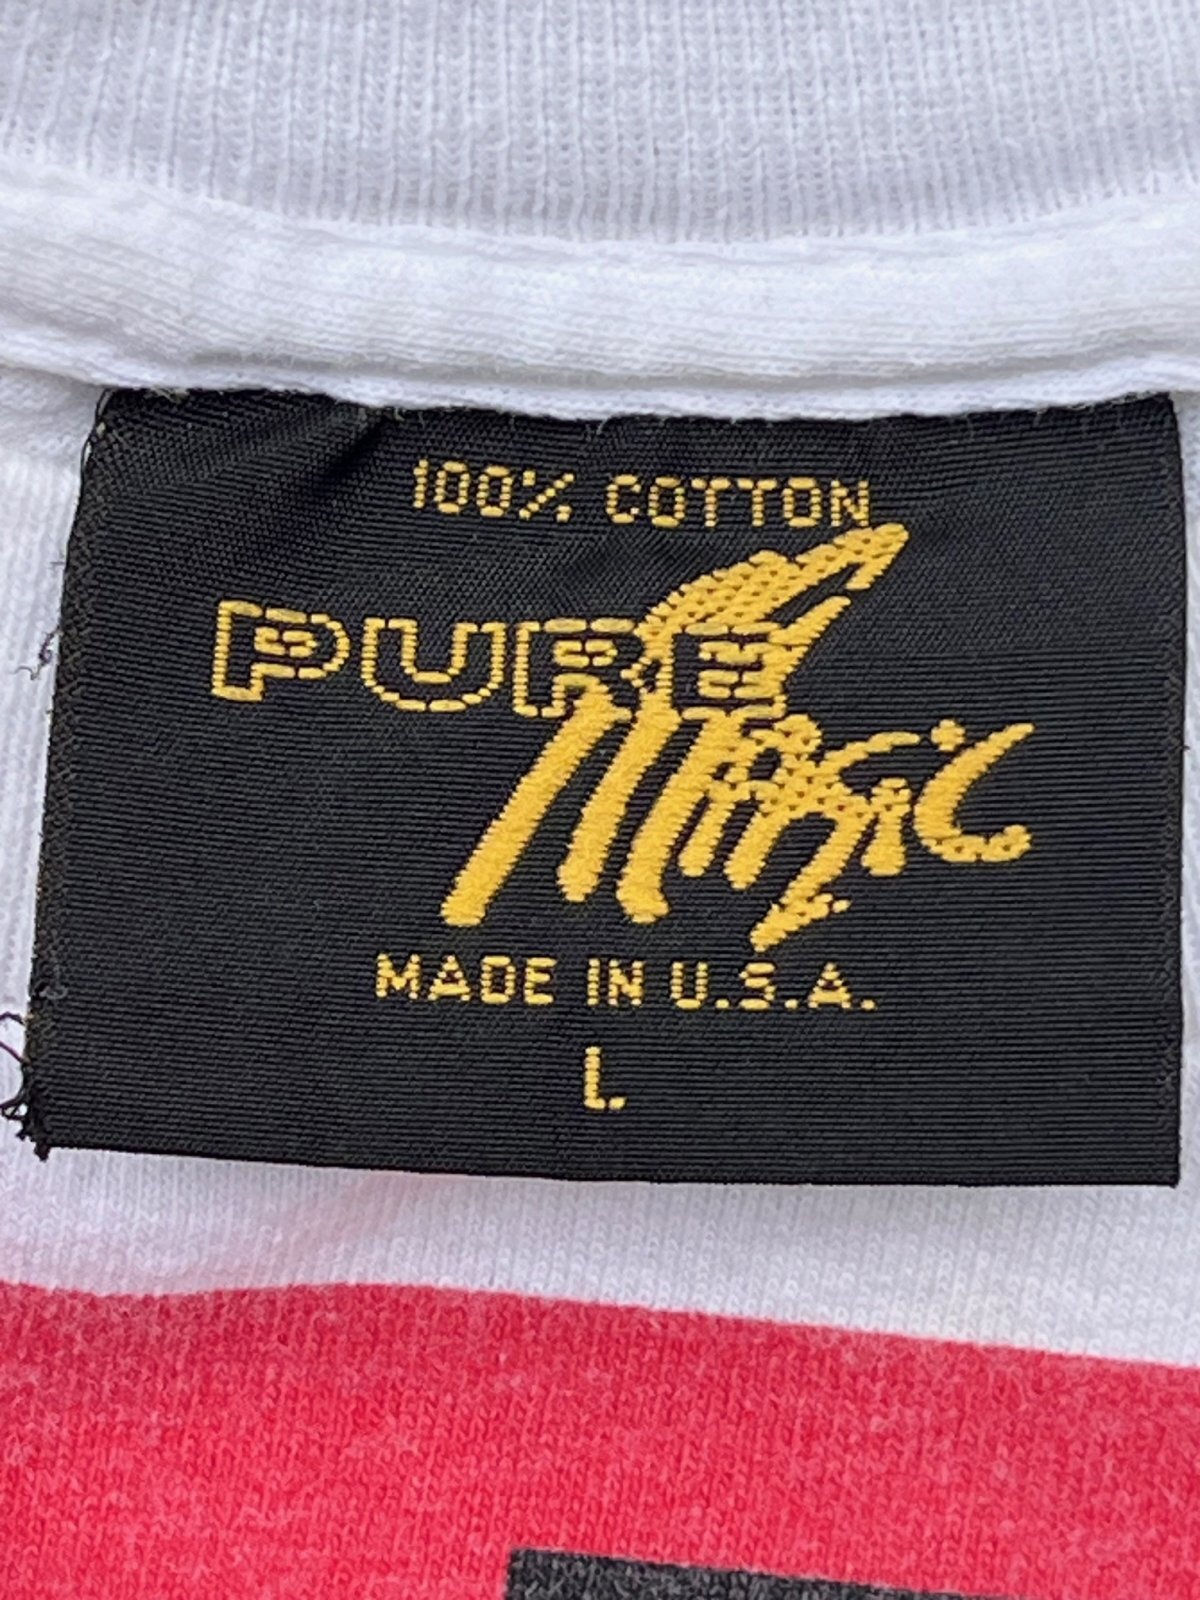 100% COTTON
PURE
Magic
MADE IN U.S.A.
L